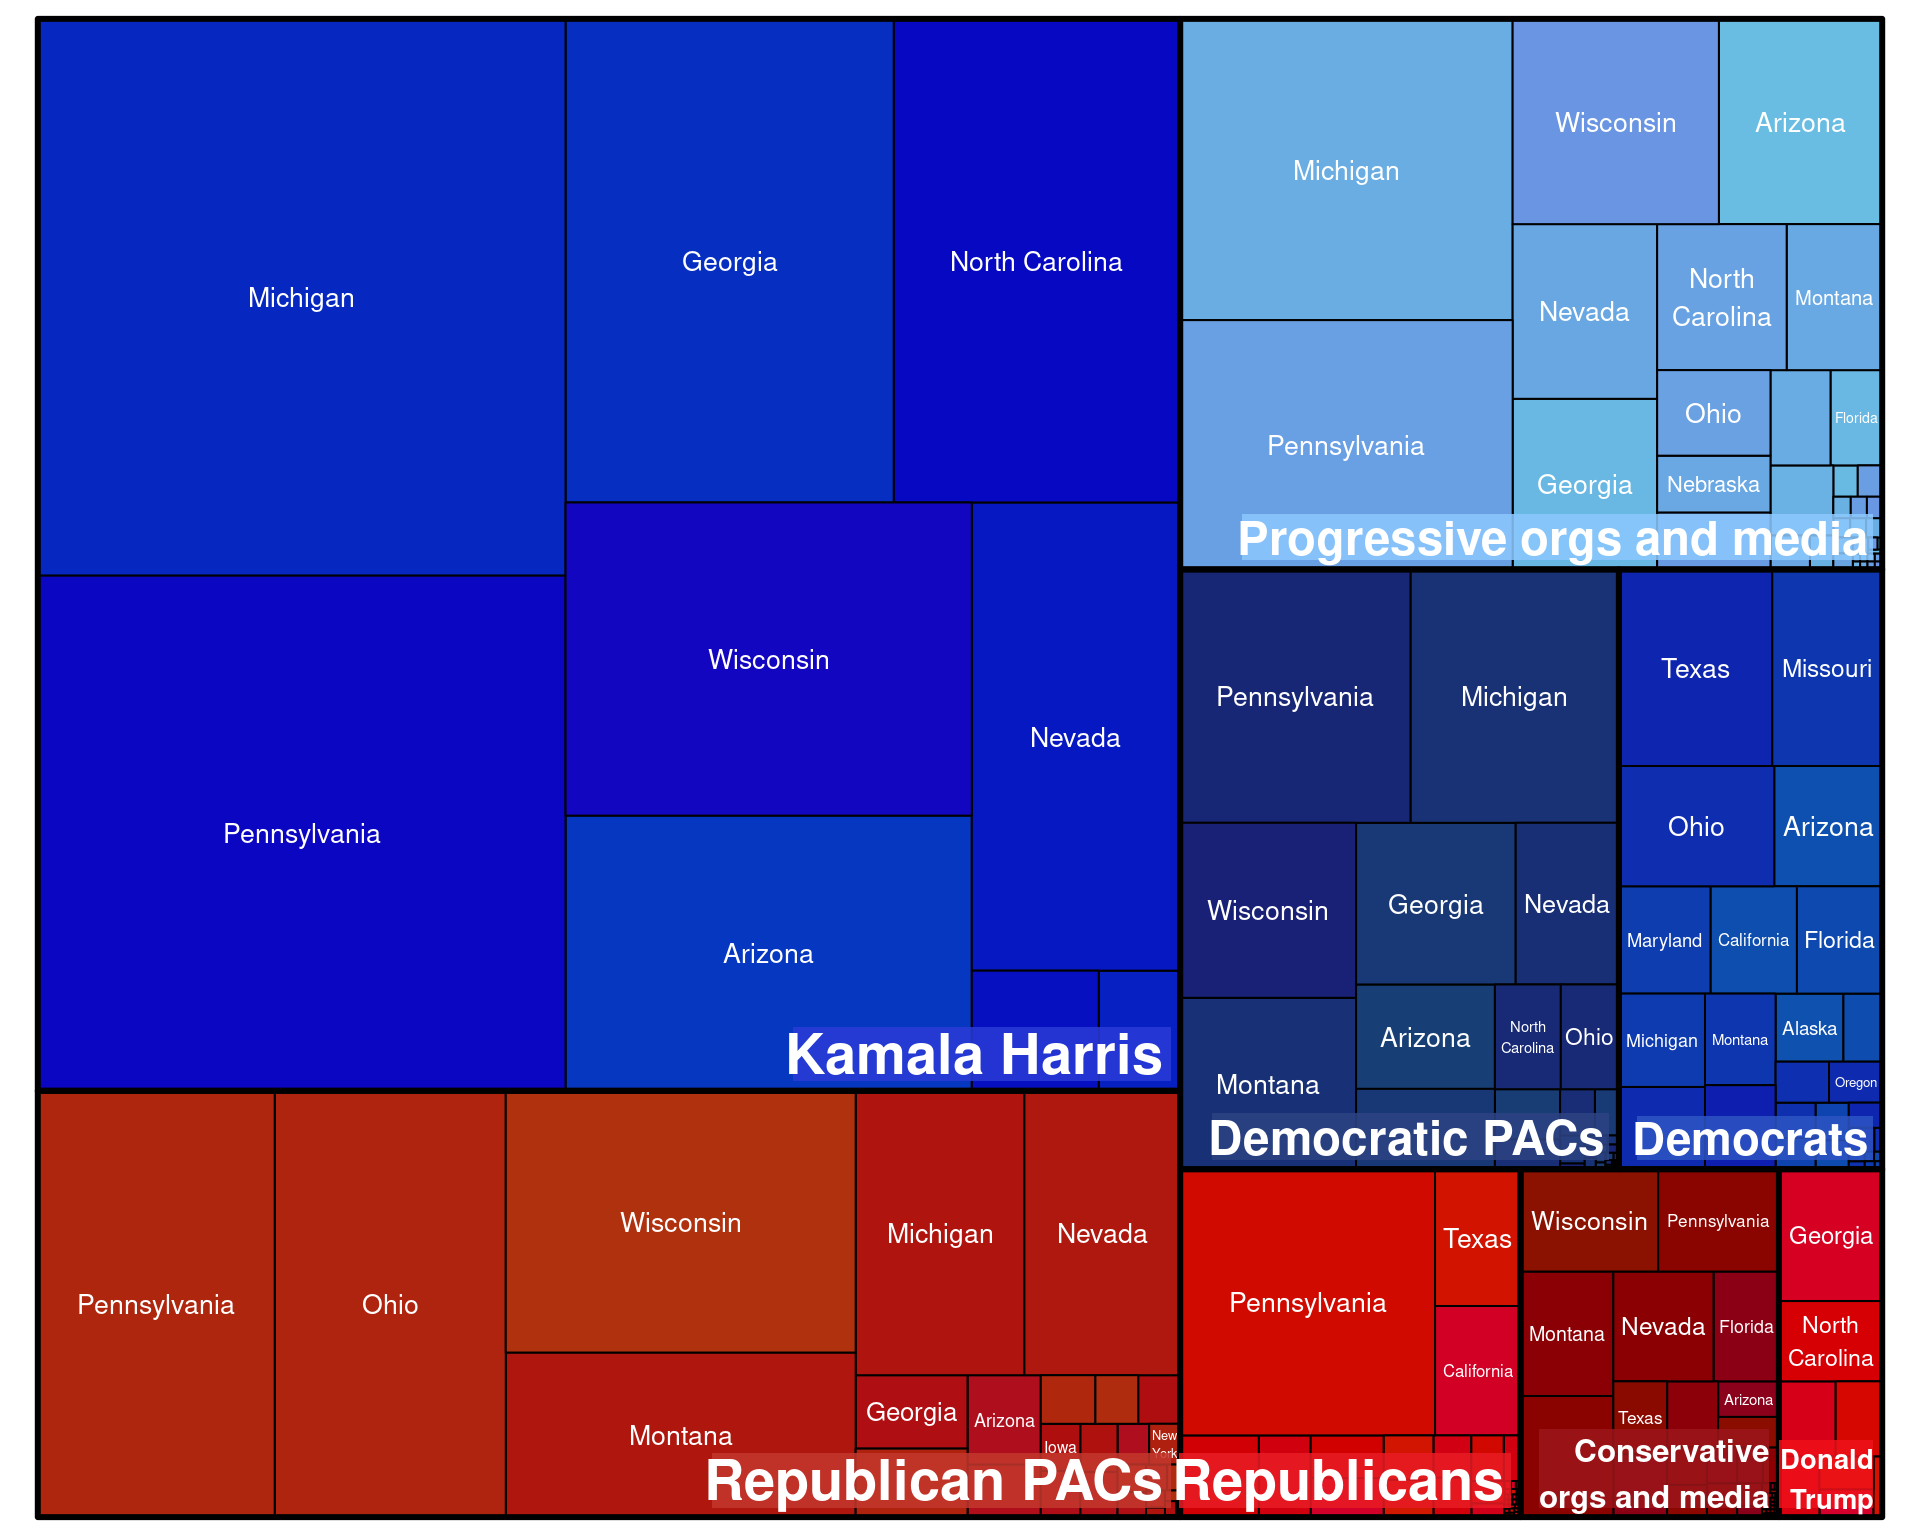 Michigan
Georgia
North Carolina
Pennsylvania
Wisconsin
Nevada
Arizona
Kamala Harris
Michigan
Wisconsin
Arizona
Pennsylvania
Nevada
North
Carolina
Montana
Georgia
Ohio
Florida
Nebraska
Progressive orgs and media
Pennsylvania
Michigan
Wisconsin
Georgia
Nevada
Montana
Arizona
North
Carolina
Ohio
Democratic PACs
Texas
Missouri
Ohio
Arizona
Maryland
California
Florida
Michigan
Montana
Alaska
Oregon
Democrats
Pennsylvania
Ohio
Wisconsin
Montana
Michigan
Nevada
Georgia
Arizona
Iowa
New
York
Republican PACs
Pennsylvania
Texas
California
Republicans
Wisconsin
Pennsylvania
Montana
Nevada
Florida
Texas
Arizona
Conservative
orgs and media
Georgia
North
Carolina
Donald
Trump